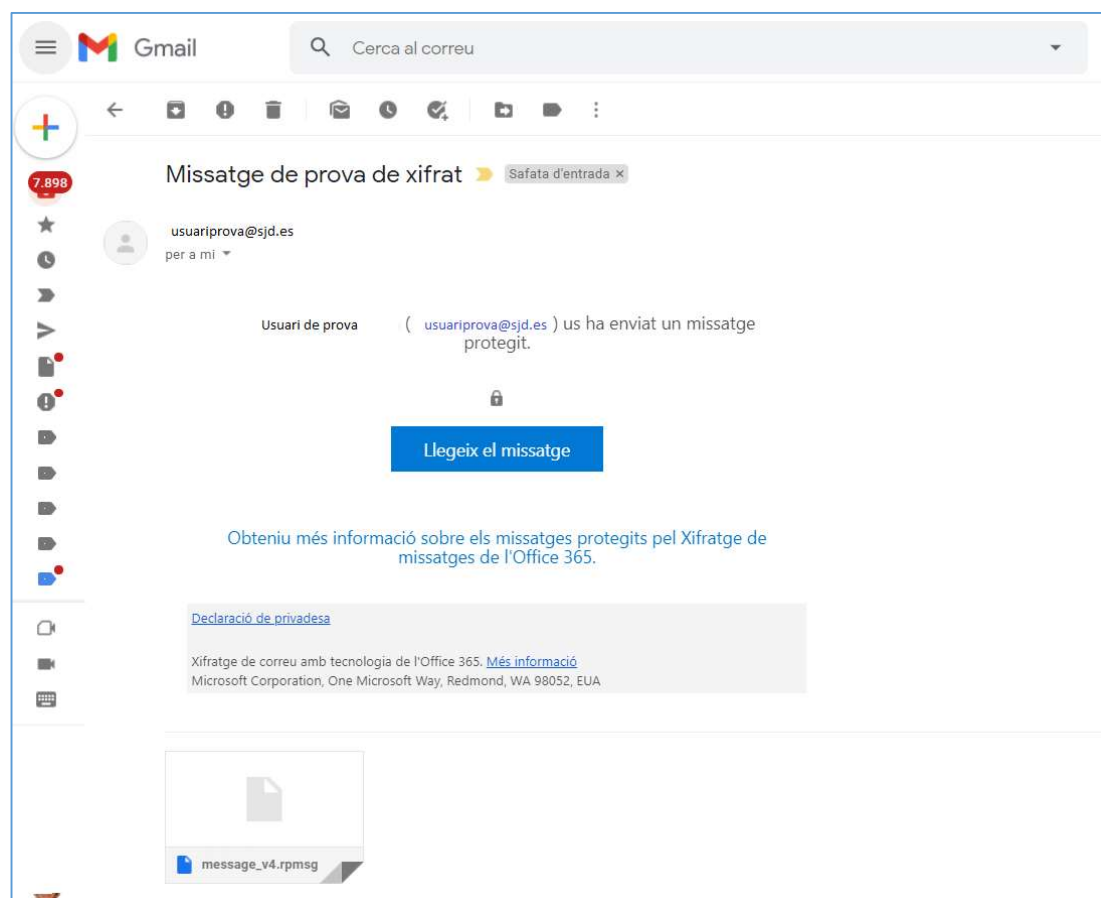 Gmail
Cerca al correu
Missatge de prova de xifrat
Safata d'entrada ×
7.898
usuariprova@sjd.es
per a mi
Usuari de prova ( usuariprova@sjd.es ) us ha enviat un missatge
protegit.
Llegeix el missatge
Obteniu més informació sobre els missatges protegits pel Xifratge de
missatges de l'Office 365.
Declaració de privadesa
Xifratge de correu amb tecnologia de l'Office 365. Més informació
Microsoft Corporation, One Microsoft Way, Redmond, WA 98052, EUA
message_v4.rpmsg